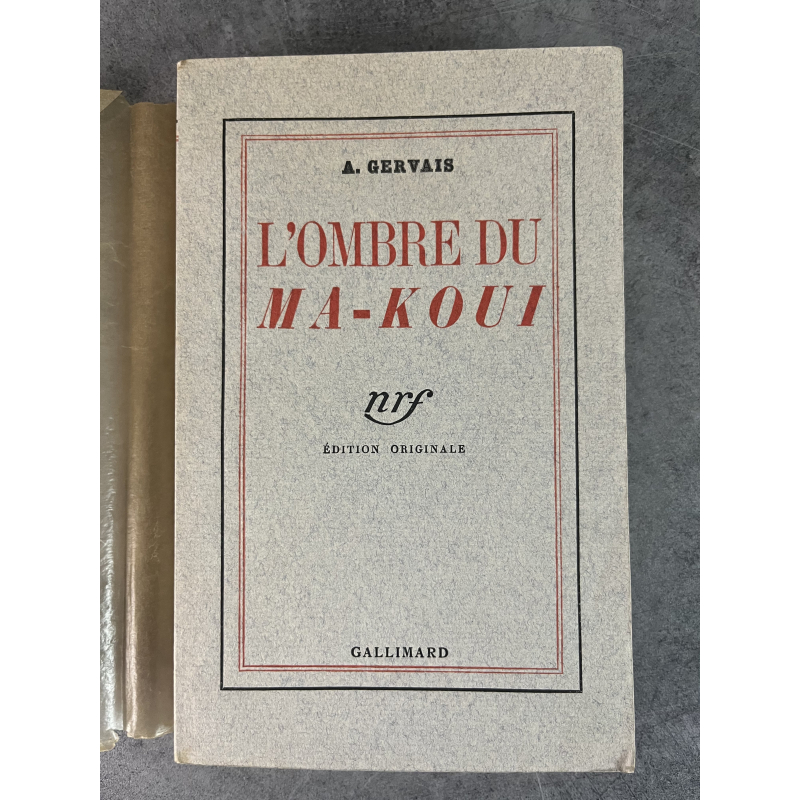 A. GERVAIS
L'OMBRE DU
MA-KOUI
nrf
ÉDITION ORIGINALE
GALLIMARD